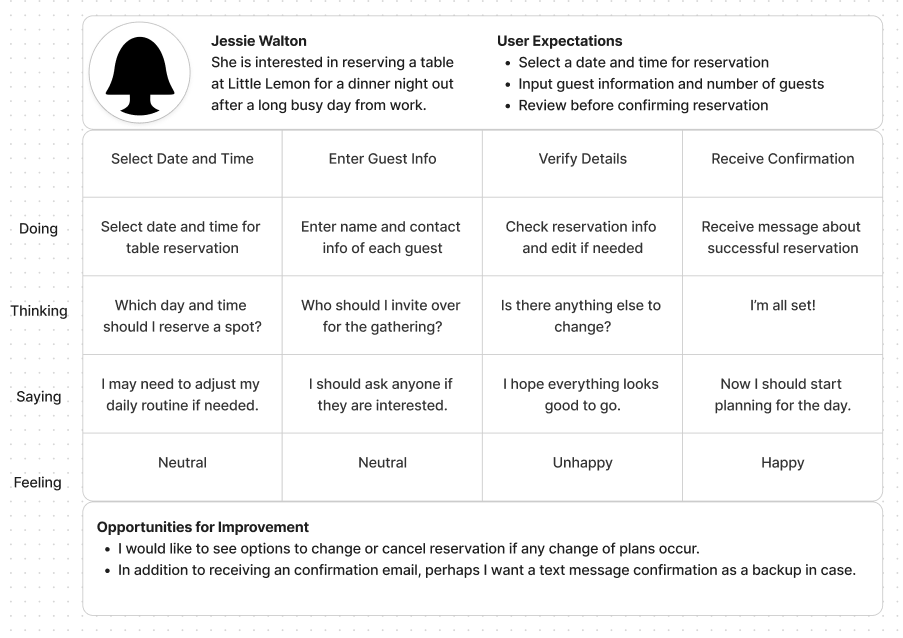 Jessie Walton
She is interested in reserving a table
at Little Lemon for a dinner night out
after a long busy day from work.
User Expectations
• Select a date and time for reservation
• Input guest information and number of guests
• Review before confirming reservation
Select Date and Time
Enter Guest Info
Verify Details
Receive Confirmation
Doing
Select date and time for
table reservation
Enter name and contact
info of each guest
Check reservation info
and edit if needed
Receive message about
successful reservation
Thinking
Which day and time
should I reserve a spot?
Who should I invite over
for the gathering?
Is there anything else to
change?
I'm all set!
Saying
I may need to adjust my
daily routine if needed.
I should ask anyone if
they are interested.
I hope everything looks
good to go.
Now I should start
planning for the day.
Feeling
Neutral
Neutral
Unhappy
Happy
Opportunities for Improvement
• I would like to see options to change or cancel reservation if any change of plans occur.
• In addition to receiving an confirmation email, perhaps I want a text message confirmation as a backup in case.